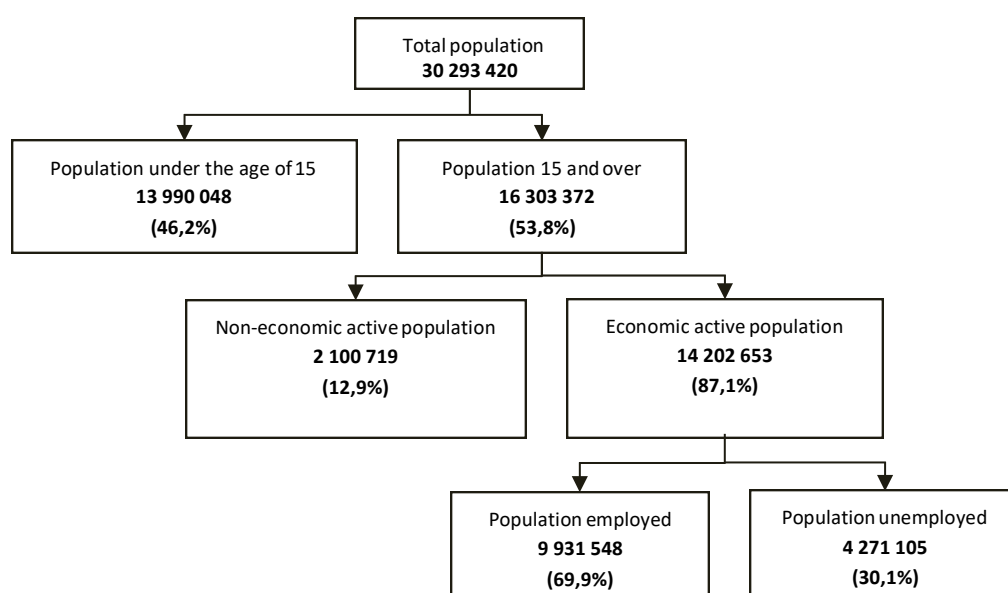 Total population
30 293 420
Population under the age of 15
13 990 048
(46,2%)
Population 15 and over
16 303 372
(53,8%)
Non-economic active population
2 100 719
(12,9%)
Economic active population
14 202 653
(87,1%)
Population employed
9 931 548
(69,9%)
Population unemployed
4 271 105
(30,1%)